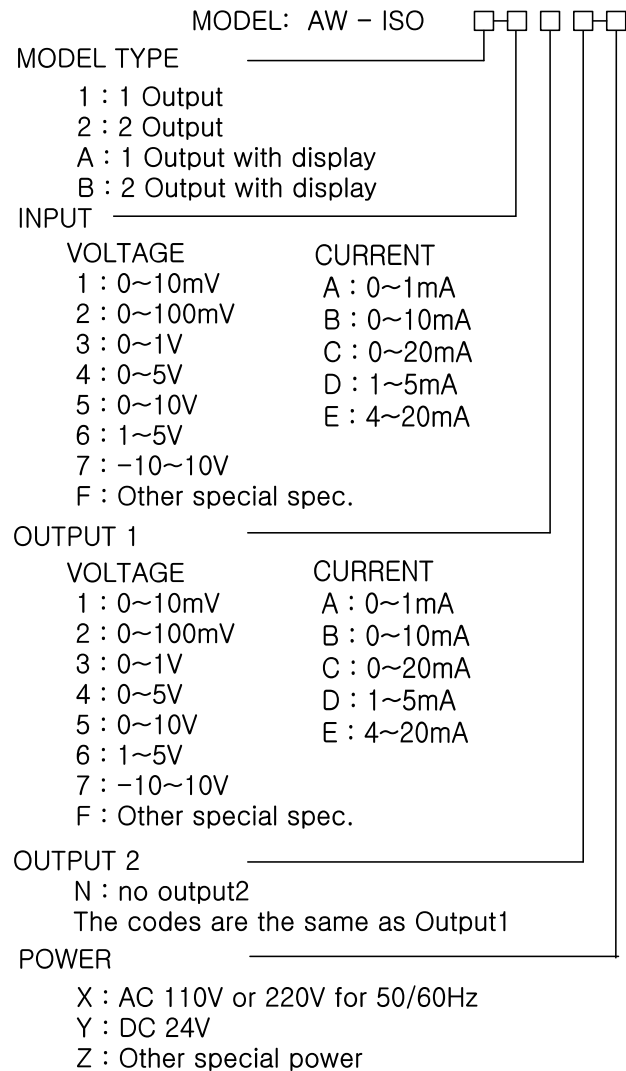 MODEL: AW - ISO □-□ □ □-□
MODEL TYPE
1 : 1 Output
2 : 2 Output
A : 1 Output with display
B : 2 Output with display
INPUT
VOLTAGE
1 : 0~10mV
2 : 0~100mV
3 : 0~1V
4 : 0~5V
5 : 0~10V
6 : 1~5V
7 : -10~10V
F : Other special spec.
CURRENT
A : 0~1mA
B : 0~10mA
C : 0~20mA
D : 1~5mA
E : 4~20mA
OUTPUT 1
VOLTAGE
1 : 0~10mV
2 : 0~100mV
3 : 0~1V
4 : 0~5V
5 : 0~10V
6 : 1~5V
7 : -10~10V
F : Other special spec.
CURRENT
A : 0~1mA
B : 0~10mA
C : 0~20mA
D : 1~5mA
E : 4~20mA
OUTPUT 2
N : no output2
The codes are the same as Output1
POWER
X : AC 110V or 220V for 50/60Hz
Y : DC 24V
Z : Other special power